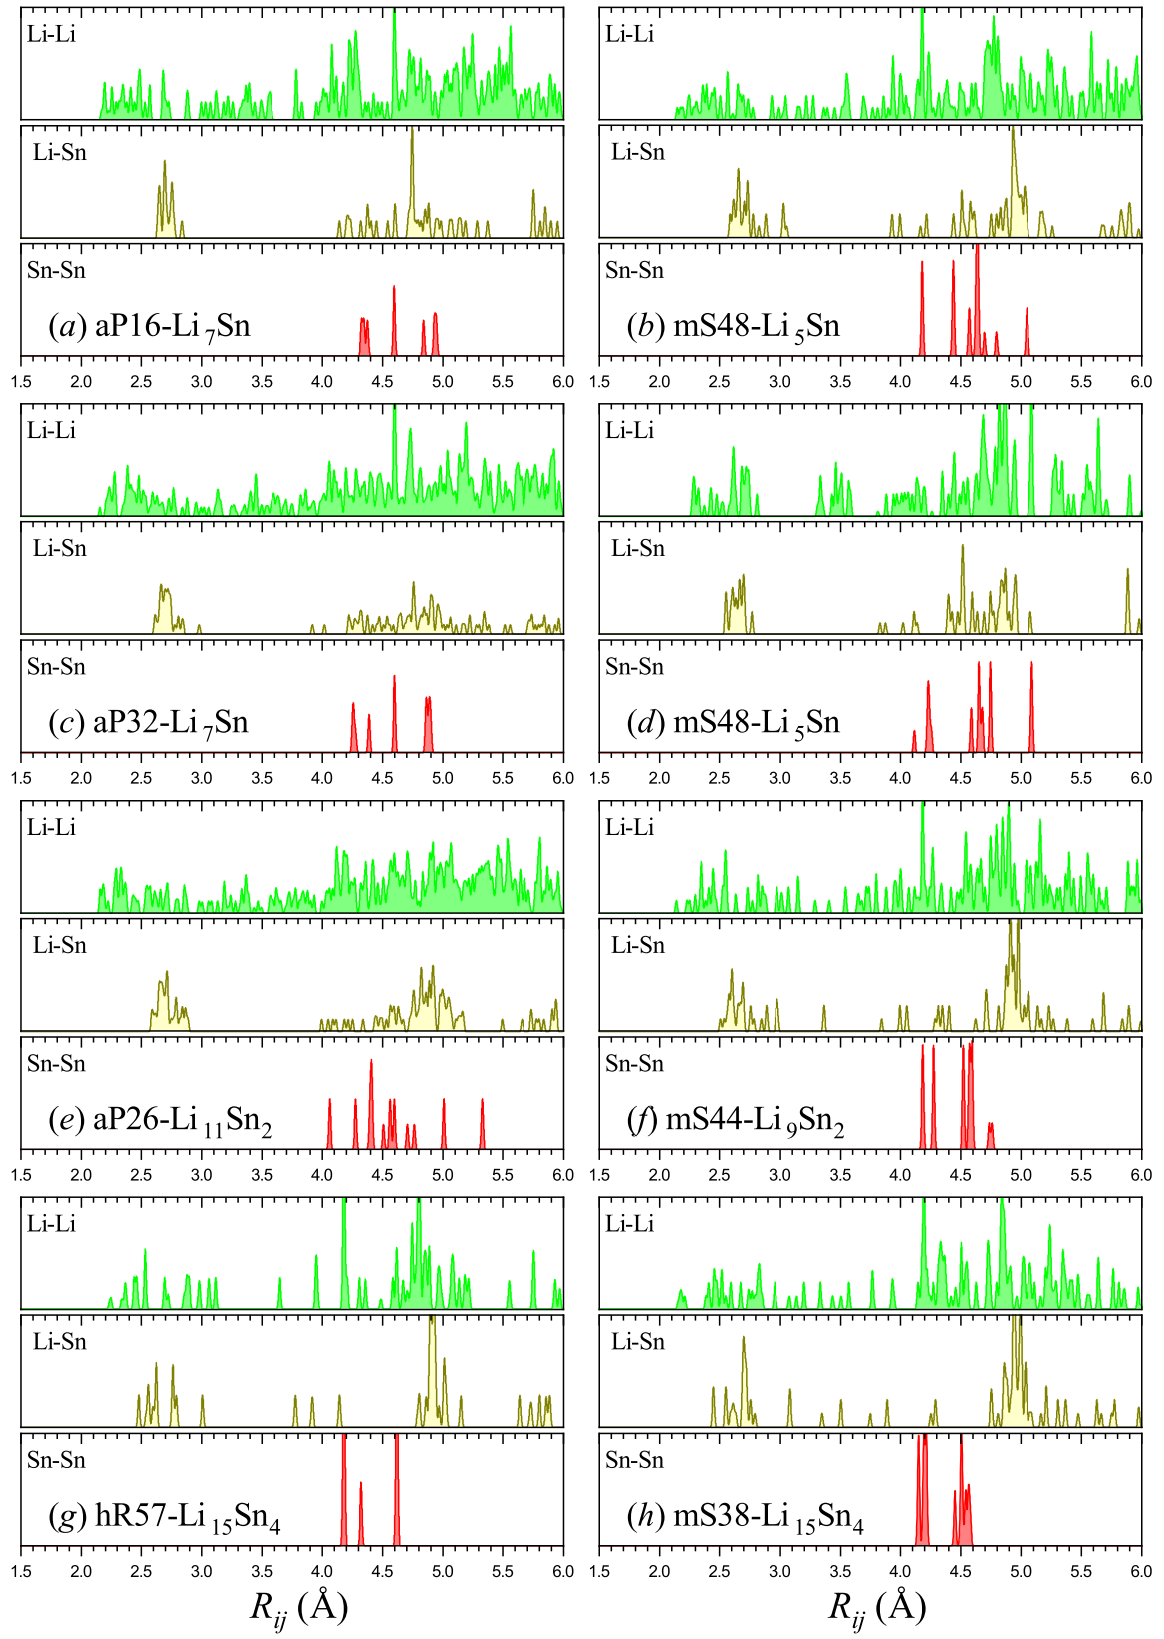 Li-Li
Li-Sn
Sn-Sn
(a) aP16-Li7Sn
1.5 2.0 2.5 3.0 3.5 4.0 4.5 5.0 5.5 6.0
Li-Li
Li-Sn
Sn-Sn
(b) mS48-Li5Sn
1.5 2.0 2.5 3.0 3.5 4.0 4.5 5.0 5.5 6.0
Li-Li
Li-Sn
Sn-Sn
(c) aP32-Li7Sn
1.5 2.0 2.5 3.0 3.5 4.0 4.5 5.0 5.5 6.0
Li-Li
Li-Sn
Sn-Sn
(d) mS48-Li5Sn
1.5 2.0 2.5 3.0 3.5 4.0 4.5 5.0 5.5 6.0
Li-Li
Li-Sn
Sn-Sn
(e) aP26-Li11Sn2
1.5 2.0 2.5 3.0 3.5 4.0 4.5 5.0 5.5 6.0
Li-Li
Li-Sn
Sn-Sn
(f) mS44-Li9Sn2
1.5 2.0 2.5 3.0 3.5 4.0 4.5 5.0 5.5 6.0
Li-Li
Li-Sn
Sn-Sn
(g) hR57-Li15Sn4
1.5 2.0 2.5 3.0 3.5 4.0 4.5 5.0 5.5 6.0
Rij (Å)
Li-Li
Li-Sn
Sn-Sn
(h) mS38-Li15Sn4
1.5 2.0 2.5 3.0 3.5 4.0 4.5 5.0 5.5 6.0
Rij (Å)